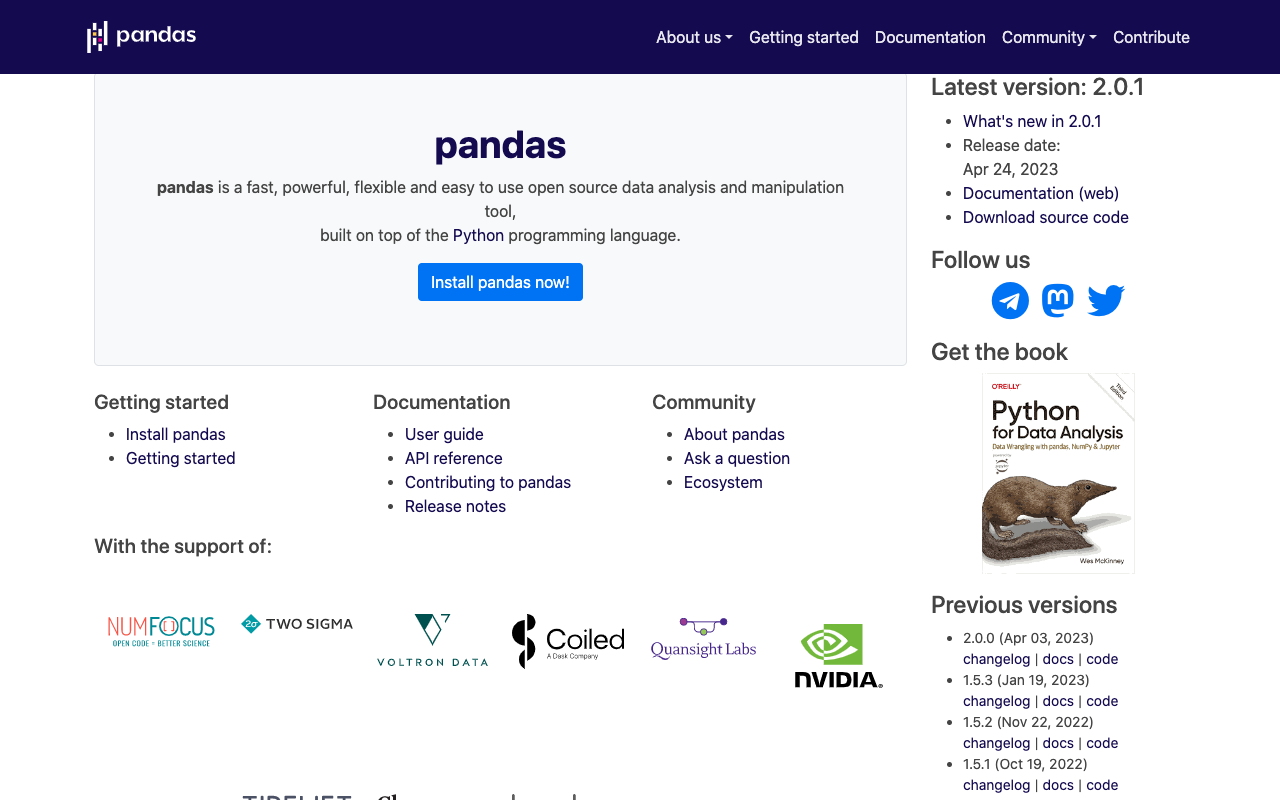 pandas
About us
Getting started
Documentation
Community
Contribute
pandas
pandas is a fast, powerful, flexible and easy to use open source data analysis and manipulation
tool,
built on top of the Python programming language.
Install pandas now!
Getting started
Install pandas
Getting started
Documentation
User guide
API reference
Contributing to pandas
Release notes
Community
About pandas
Ask a question
Ecosystem
With the support of:
NUMFOCUS
OPEN CODE = BETTER SCIENCE
2σ TWO SIGMA
VOLTRON DATA
Coiled
A Dask Company
Quansight Labs
NVIDIA®
Latest version: 2.0.1
What's new in 2.0.1
Release date:
Apr 24, 2023
Documentation (web)
Download source code
Follow us
Get the book
O'REILLY®
Third
Edition
Python
for Data Analysis
Data Wrangling with pandas, NumPy & Jupyter
Wes McKinney
Previous versions
2.0.0 (Apr 03, 2023)
changelog | docs | code
1.5.3 (Jan 19, 2023)
changelog | docs | code
1.5.2 (Nov 22, 2022)
changelog | docs | code
1.5.1 (Oct 19, 2022)
changelog | docs | code